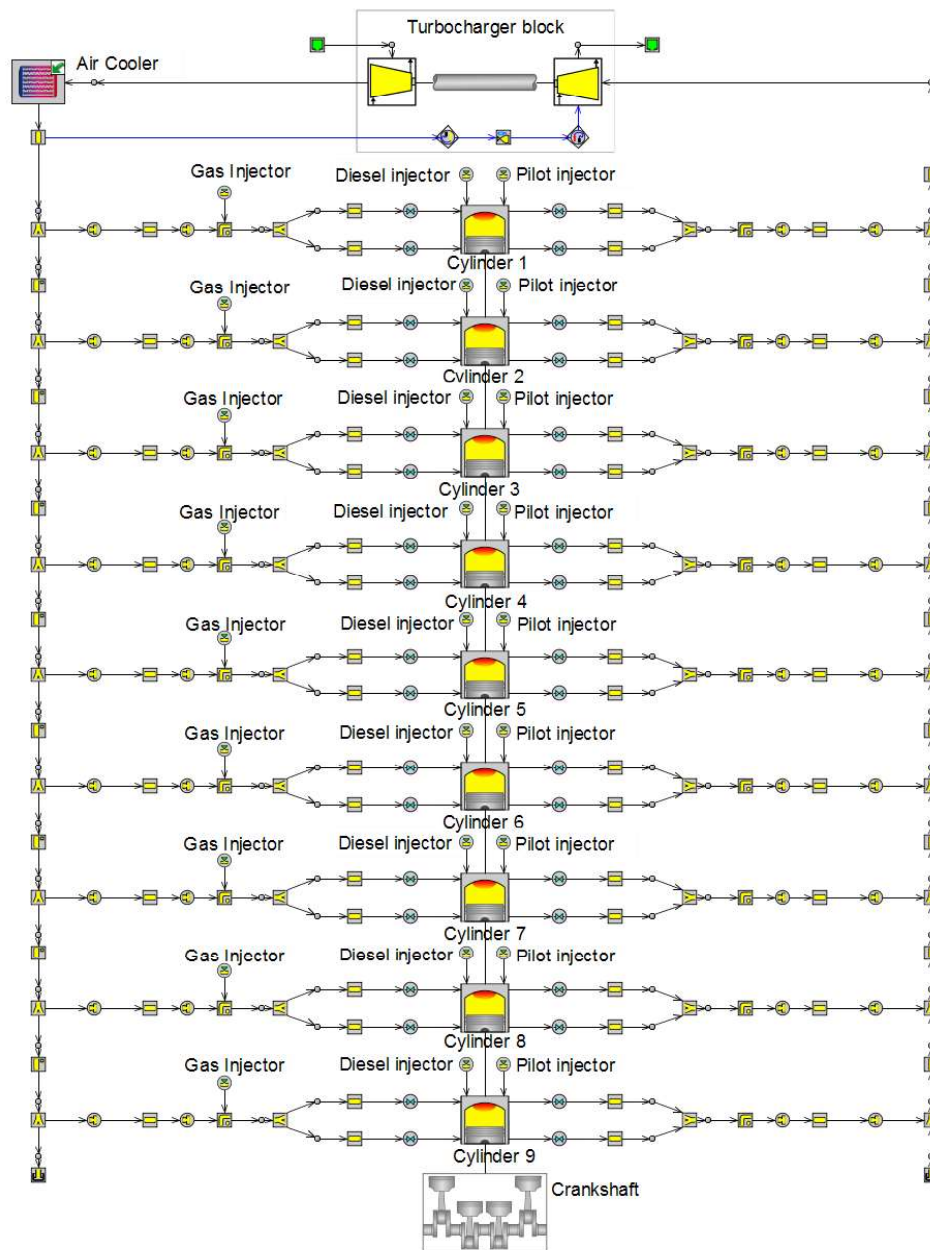 Turbocharger block
Air Cooler
Gas Injector
Diesel injector
Pilot injector
Cylinder 1
Gas Injector
Diesel injector
Pilot injector
Cylinder 2
Gas Injector
Diesel injector
Pilot injector
Cylinder 3
Gas Injector
Diesel injector
Pilot injector
Cylinder 4
Gas Injector
Diesel injector
Pilot injector
Cylinder 5
Gas Injector
Diesel injector
Pilot injector
Cylinder 6
Gas Injector
Diesel injector
Pilot injector
Cylinder 7
Gas Injector
Diesel injector
Pilot injector
Cylinder 8
Gas Injector
Diesel injector
Pilot injector
Cylinder 9
Crankshaft